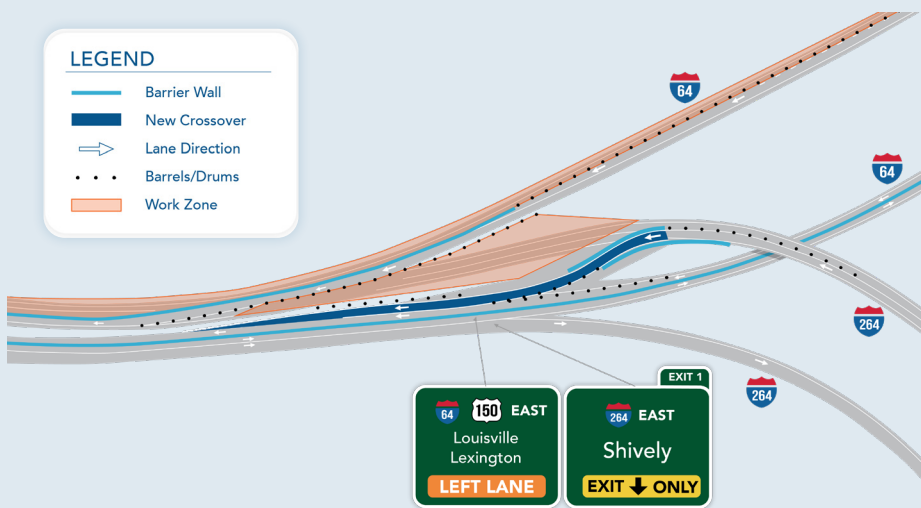 LEGEND
Barrier Wall
New Crossover
Lane Direction
Barrels/Drums
Work Zone
64
64
264
264
EXIT 1
64 150 EAST
Louisville
Lexington
LEFT LANE
264 EAST
Shively
EXIT ONLY